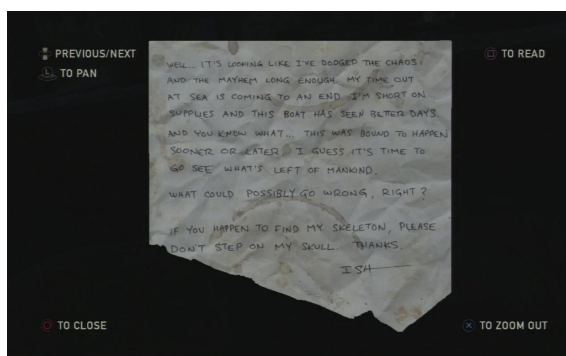 PREVIOUS/NEXT
TO PAN
TO READ
WELL... IT'S LOOKING LIKE I'VE DODGED THE CHAOS
AND THE MAYHEM LONG ENOUGH. MY TIME OUT
AT SEA IS COMING TO AN END. I'M SHORT ON
SUPPLIES AND THIS BOAT HAS SEEN BETTER DAYS.
AND YOU KNOW WHAT... THIS WAS BOUND TO HAPPEN
SOONER OR LATER. I GUESS IT'S TIME TO
GO SEE WHAT'S LEFT OF MANKIND.
WHAT COULD POSSIBLY GO WRONG, RIGHT?
IF YOU HAPPEN TO FIND MY SKELETON, PLEASE
DON'T STEP ON MY SKULL. THANKS.
ISH
TO CLOSE
TO ZOOM OUT